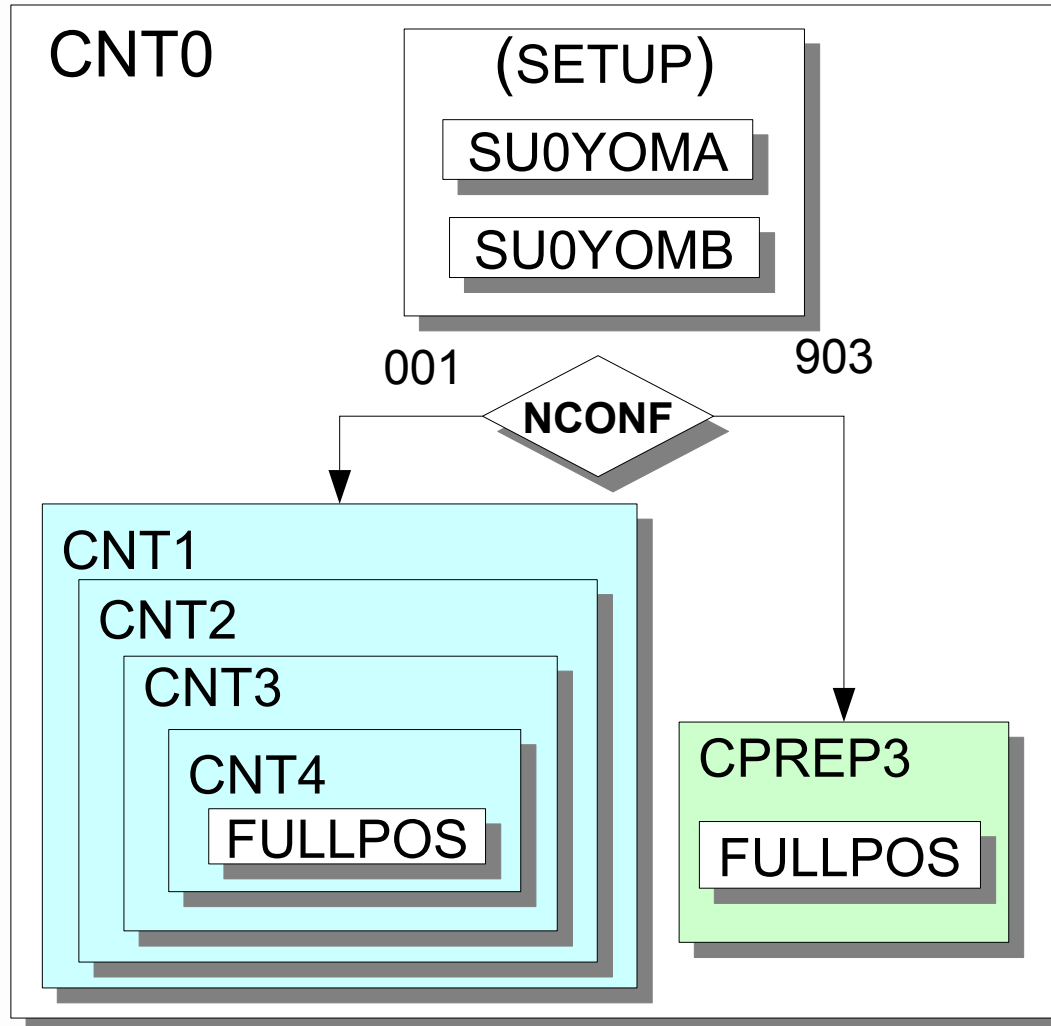 CNT0
(SETUP)
SU0YOMA
SU0YOMB
001
903
NCONF
CNT1
CNT2
CNT3
CNT4
FULLPOS
CPREP3
FULLPOS